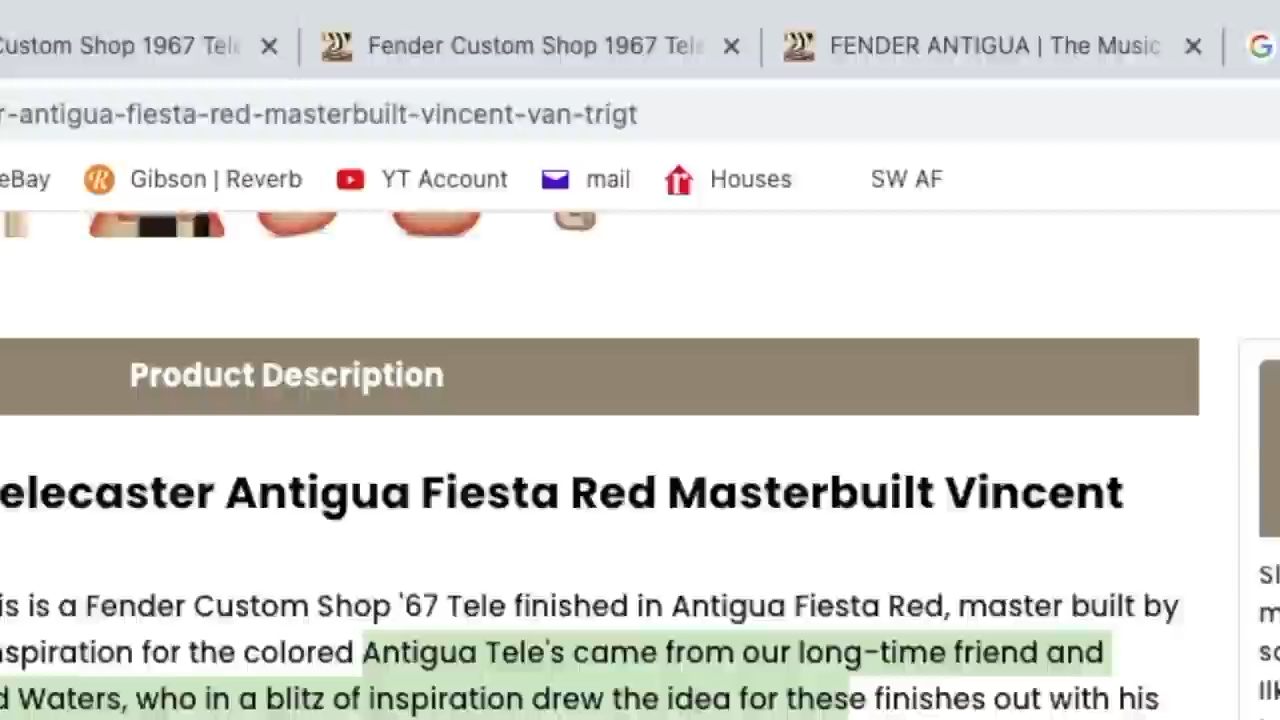 Custom Shop 1967 Tele
Fender Custom Shop 1967 Tele
FENDER ANTIGUA | The Music
r-antigua-fiesta-red-masterbuilt-vincent-van-trigt
eBay
Gibson | Reverb
YT Account
mail
Houses
SW AF
Product Description
elecaster Antigua Fiesta Red Masterbuilt Vincent
is is a Fender Custom Shop '67 Tele finished in Antigua Fiesta Red, master built by
nspiration for the colored Antigua Tele's came from our long-time friend and
d Waters, who in a blitz of inspiration drew the idea for these finishes out with his